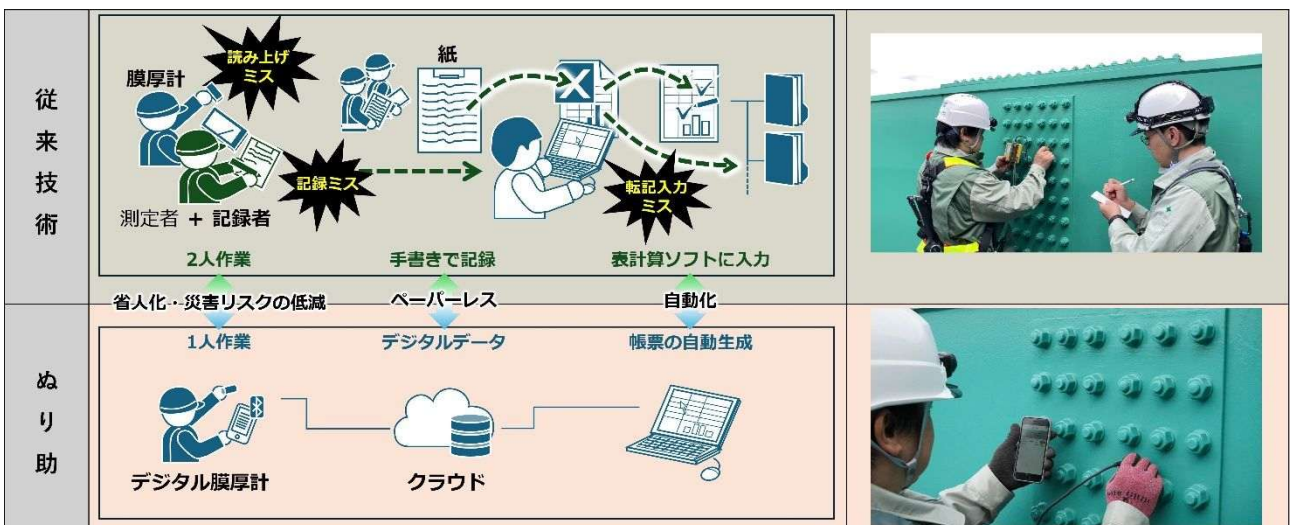 従来技術
膜厚計
読み上げ
ミス
紙
X
記録ミス
転記入力
ミス
測定者 + 記録者
2人作業
手書きで記録
表計算ソフトに入力
省人化・災害リスクの低減
ペーパーレス
自動化
ぬり助
1人作業
デジタルデータ
帳票の自動生成
デジタル膜厚計
クラウド